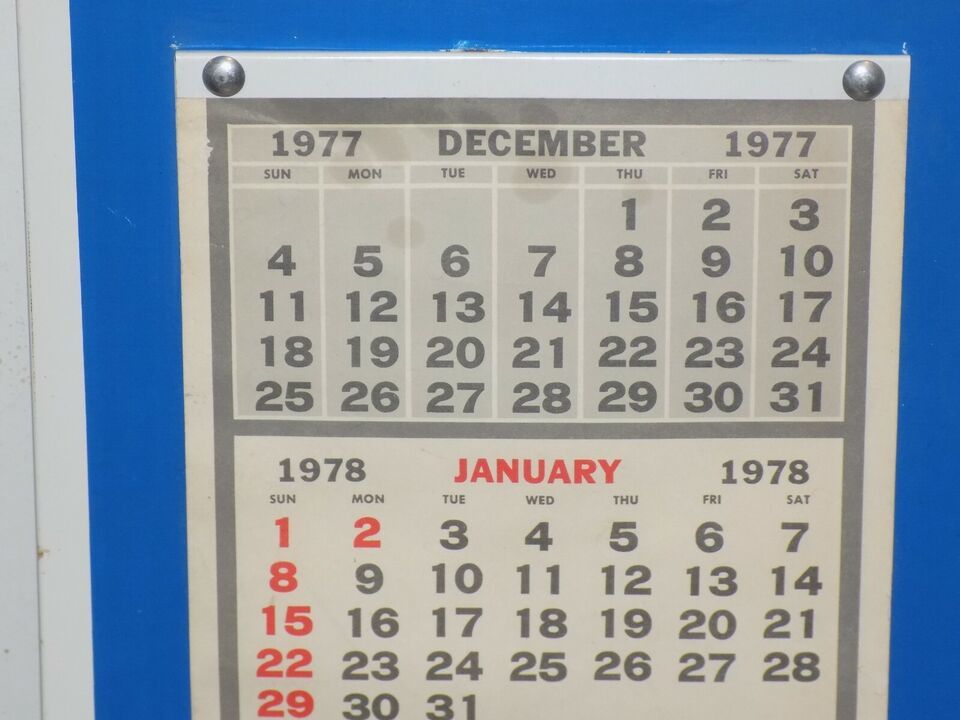 1977 DECEMBER 1977
SUN MON TUE WED THU FRI SAT
1 2 3
4 5 6 7 8 9 10
11 12 13 14 15 16 17
18 19 20 21 22 23 24
25 26 27 28 29 30 31
1978 JANUARY 1978
SUN MON TUE WED THU FRI SAT
1 2 3 4 5 6 7
8 9 10 11 12 13 14
15 16 17 18 19 20 21
22 23 24 25 26 27 28
29 30 31